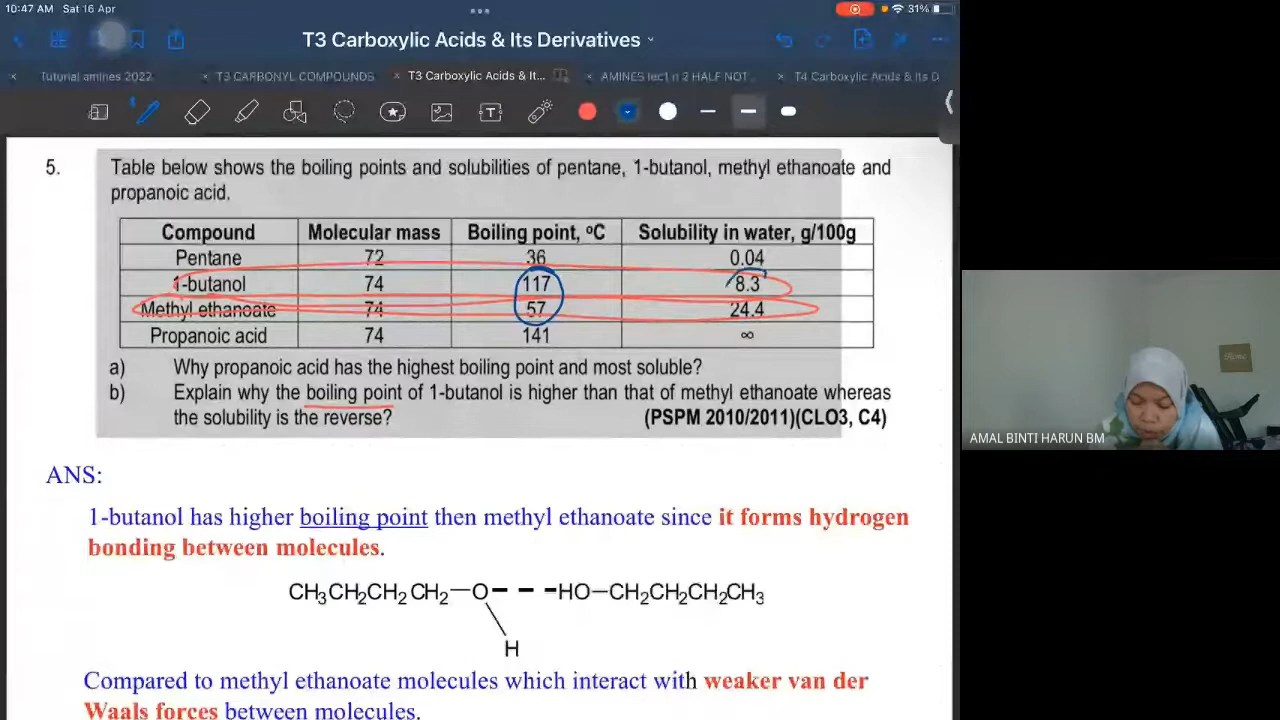 10:47 AM Sat 16 Apr
31%
T3 Carboxylic Acids & Its Derivatives
Tutorial amines 2022
T3 CARBONYL COMPOUNDS
T3 Carboxylic Acids & It...
AMINES lec1 n 2 HALF NOT...
T4 Carboxylic Acids & Its D
5. Table below shows the boiling points and solubilities of pentane, 1-butanol, methyl ethanoate and
propanoic acid.
Compound Molecular mass Boiling point, ºC Solubility in water, g/100g
Pentane 72 36 0.04
1-butanol 74 117 8.3
Methyl ethanoate 74 57 24.4
Propanoic acid 74 141 ∞
a) Why propanoic acid has the highest boiling point and most soluble?
b) Explain why the boiling point of 1-butanol is higher than that of methyl ethanoate whereas
the solubility is the reverse? (PSPM 2010/2011)(CLO3, C4)
ANS:
1-butanol has higher boiling point then methyl ethanoate since it forms hydrogen
bonding between molecules.
CH3CH2CH2CH2—O - - - HO—CH2CH2CH2CH3
H
Compared to methyl ethanoate molecules which interact with weaker van der
Waals forces between molecules.
Home
AMAL BINTI HARUN BM